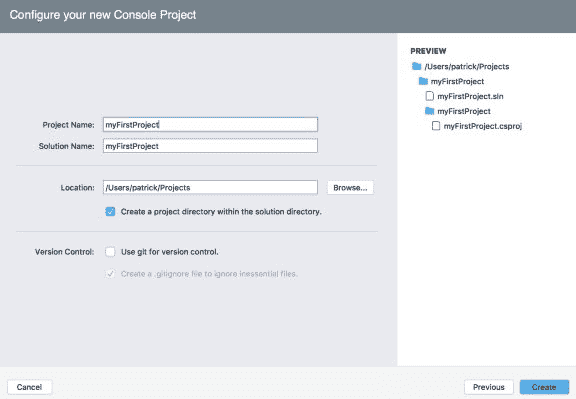 Configure your new Console Project
PREVIEW
/Users/patrick/Projects
myFirstProject
myFirstProject.sln
myFirstProject
myFirstProject.csproj
Project Name: myFirstProject
Solution Name: myFirstProject
Location: /Users/patrick/Projects Browse...
Create a project directory within the solution directory.
Version Control: Use git for version control.
Create a .gitignore file to ignore inessential files.
Cancel Previous Create